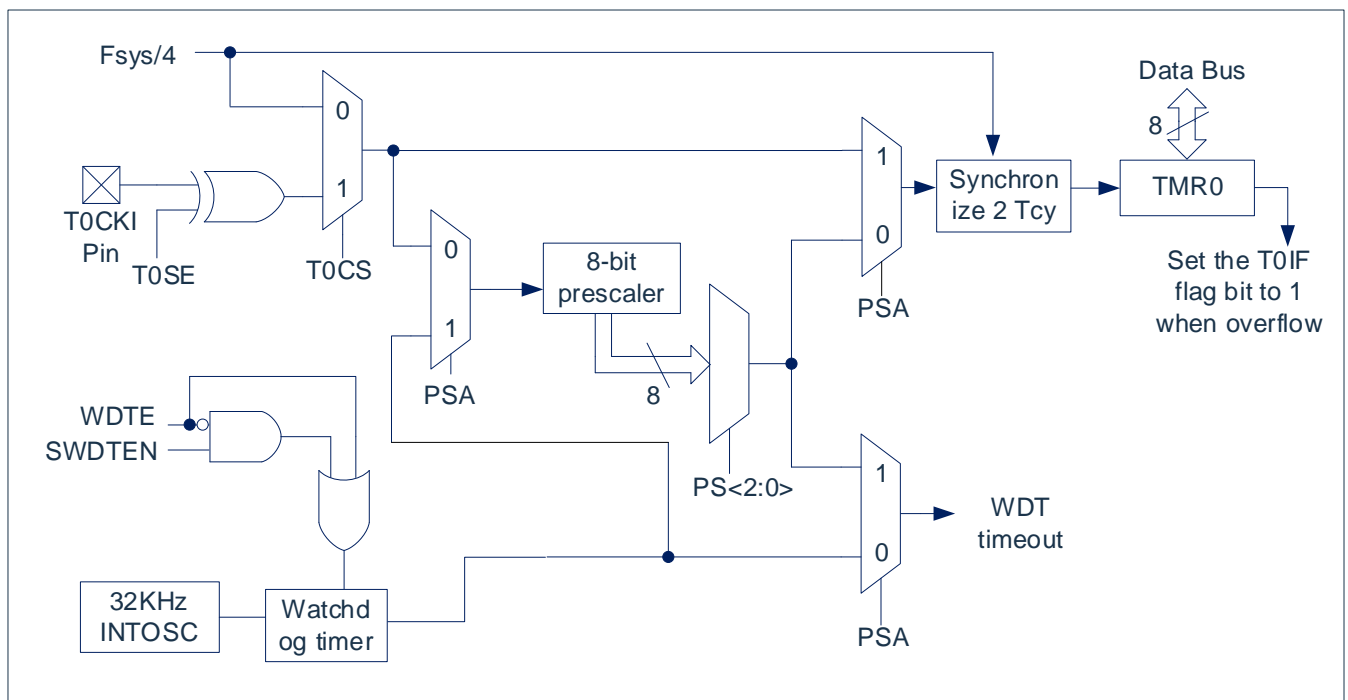 Fsys/4
Data Bus
8
0
1
1
0
T0CKI
Pin
T0SE
T0CS
Synchron
ize 2 Tcy
TMR0
0
1
8-bit
prescaler
8
PSA
PSA
Set the T0IF
flag bit to 1
when overflow
WDTE
SWDTEN
PS<2:0>
1
0
WDT
timeout
PSA
32KHz
INTOSC
Watchd
og timer